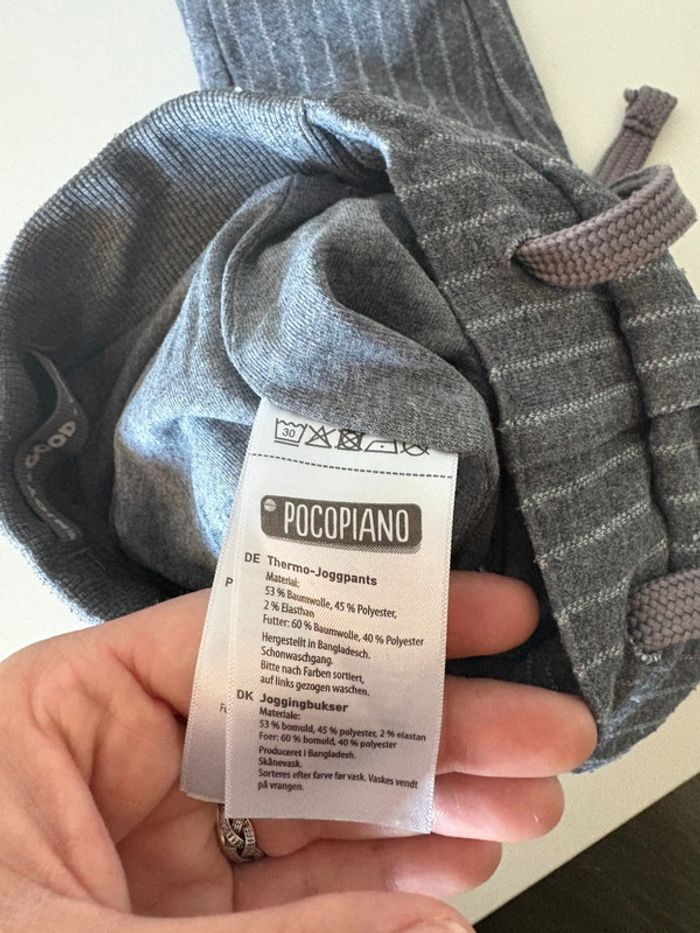 GOOD
30
POCOPIANO
DE Thermo-Joggpants
Material:
53 % Baumwolle, 45 % Polyester,
2 % Elasthan
Futter: 60 % Baumwolle, 40 % Polyester
Hergestellt in Bangladesch.
Schonwaschgang.
Bitte nach Farben sortiert,
auf links gezogen waschen.
DK Joggingbukser
Materiale:
53 % bomuld, 45 % polyester, 2 % elastan
Foer: 60 % bomuld, 40 % polyester
Produceret i Bangladesh.
Skånevask.
Sorteres efter farve før vask. Vaskes vendt
på vrangen.